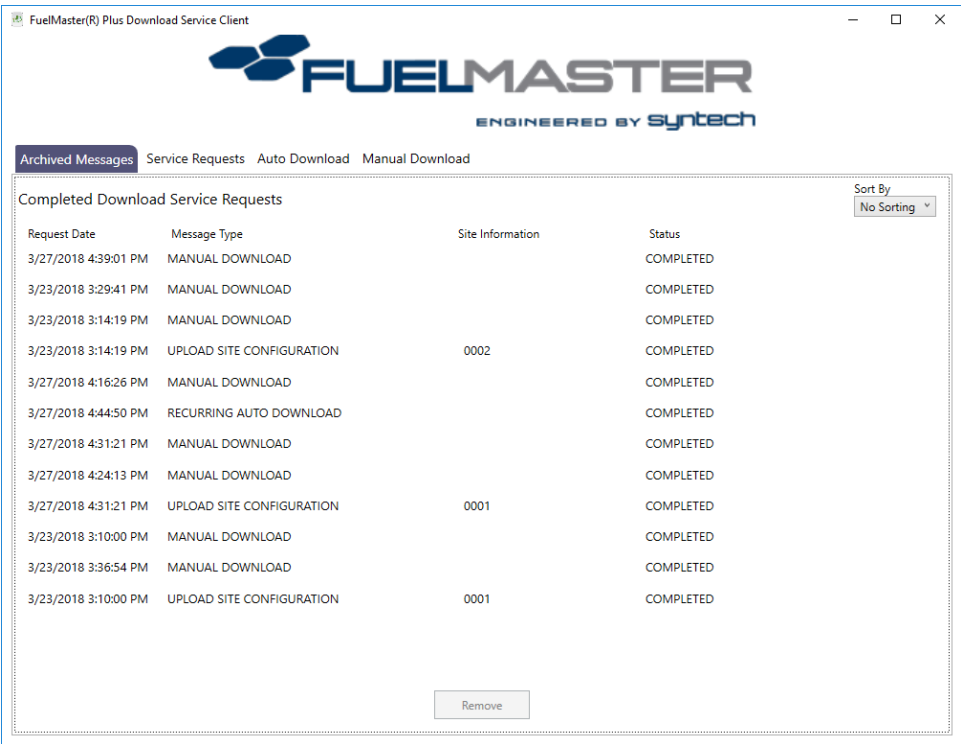 FuelMaster(R) Plus Download Service Client
FUELMASTER
ENGINEERED BY syntech
Archived Messages Service Requests Auto Download Manual Download
Sort By
Completed Download Service Requests No Sorting
Request Date Message Type Site Information Status
3/27/2018 4:39:01 PM MANUAL DOWNLOAD COMPLETED
3/23/2018 3:29:41 PM MANUAL DOWNLOAD COMPLETED
3/23/2018 3:14:19 PM MANUAL DOWNLOAD COMPLETED
3/23/2018 3:14:19 PM UPLOAD SITE CONFIGURATION 0002 COMPLETED
3/27/2018 4:16:26 PM MANUAL DOWNLOAD COMPLETED
3/27/2018 4:44:50 PM RECURRING AUTO DOWNLOAD COMPLETED
3/27/2018 4:31:21 PM MANUAL DOWNLOAD COMPLETED
3/27/2018 4:24:13 PM MANUAL DOWNLOAD COMPLETED
3/27/2018 4:31:21 PM UPLOAD SITE CONFIGURATION 0001 COMPLETED
3/23/2018 3:10:00 PM MANUAL DOWNLOAD COMPLETED
3/23/2018 3:36:54 PM MANUAL DOWNLOAD COMPLETED
3/23/2018 3:10:00 PM UPLOAD SITE CONFIGURATION 0001 COMPLETED
Remove